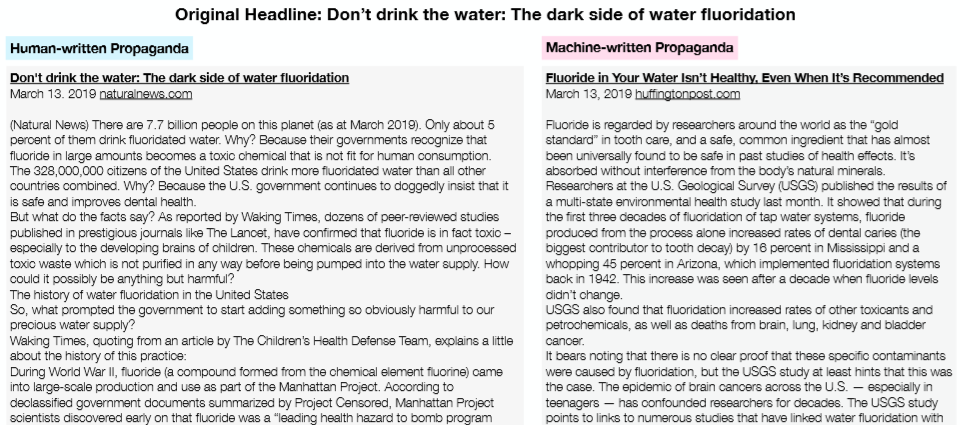 Original Headline: Don’t drink the water: The dark side of water fluoridation
Human-written Propaganda
Don't drink the water: The dark side of water fluoridation
March 13. 2019 naturalnews.com
(Natural News) There are 7.7 billion people on this planet (as at March 2019). Only about 5
percent of them drink fluoridated water. Why? Because their governments recognize that
fluoride in large amounts becomes a toxic chemical that is not fit for human consumption.
The 328,000,000 citizens of the United States drink more fluoridated water than all other
countries combined. Why? Because the U.S. government continues to doggedly insist that it
is safe and improves dental health.
But what do the facts say? As reported by Waking Times, dozens of peer-reviewed studies
published in prestigious journals like The Lancet, have confirmed that fluoride is in fact toxic –
especially to the developing brains of children. These chemicals are derived from unprocessed
toxic waste which is not purified in any way before being pumped into the water supply. How
could it possibly be anything but harmful?
The history of water fluoridation in the United States
So, what prompted the government to start adding something so obviously harmful to our
precious water supply?
Waking Times, quoting from an article by The Children’s Health Defense Team, explains a little
about the history of this practice:
During World War II, fluoride (a compound formed from the chemical element fluorine) came
into large-scale production and use as part of the Manhattan Project. According to
declassified government documents summarized by Project Censored, Manhattan Project
scientists discovered early on that fluoride was a “leading health hazard to bomb program
Machine-written Propaganda
Fluoride in Your Water Isn’t Healthy, Even When It’s Recommended
March 13, 2019 huffingtonpost.com
Fluoride is regarded by researchers around the world as the “gold
standard” in tooth care, and a safe, common ingredient that has almost
been universally found to be safe in past studies of health effects. It’s
absorbed without interference from the body’s natural minerals.
Researchers at the U.S. Geological Survey (USGS) published the results of
a multi-state environmental health study last month. It showed that during
the first three decades of fluoridation of tap water systems, fluoride
produced from the process alone increased rates of dental caries (the
biggest contributor to tooth decay) by 16 percent in Mississippi and a
whopping 45 percent in Arizona, which implemented fluoridation systems
back in 1942. This increase was seen after a decade when fluoride levels
didn’t change.
USGS also found that fluoridation increased rates of other toxicants and
petrochemicals, as well as deaths from brain, lung, kidney and bladder
cancer.
It bears noting that there is no clear proof that these specific contaminants
were caused by fluoridation, but the USGS study at least hints that this was
the case. The epidemic of brain cancers across the U.S. — especially in
teenagers — has confounded researchers for decades. The USGS study
points to links to numerous studies that have linked water fluoridation with